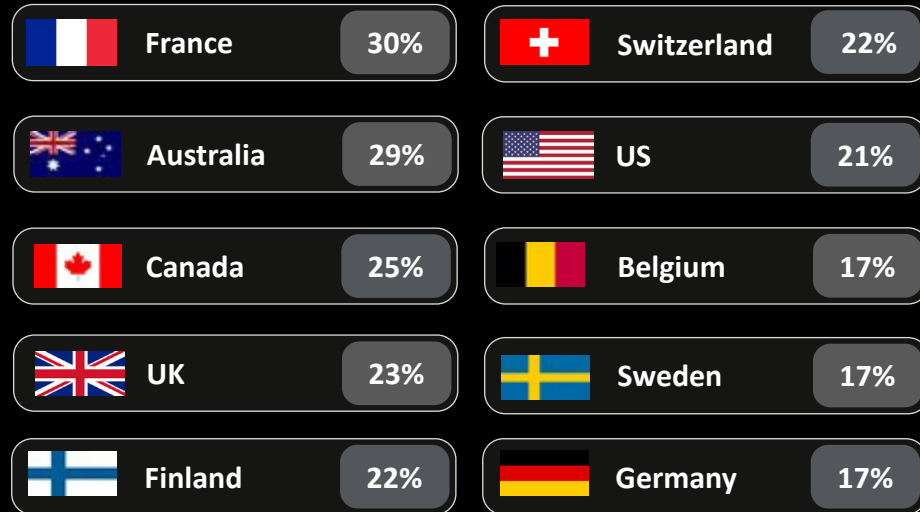 France 30%
Australia 29%
Canada 25%
UK 23%
Finland 22%
Switzerland 22%
US 21%
Belgium 17%
Sweden 17%
Germany 17%